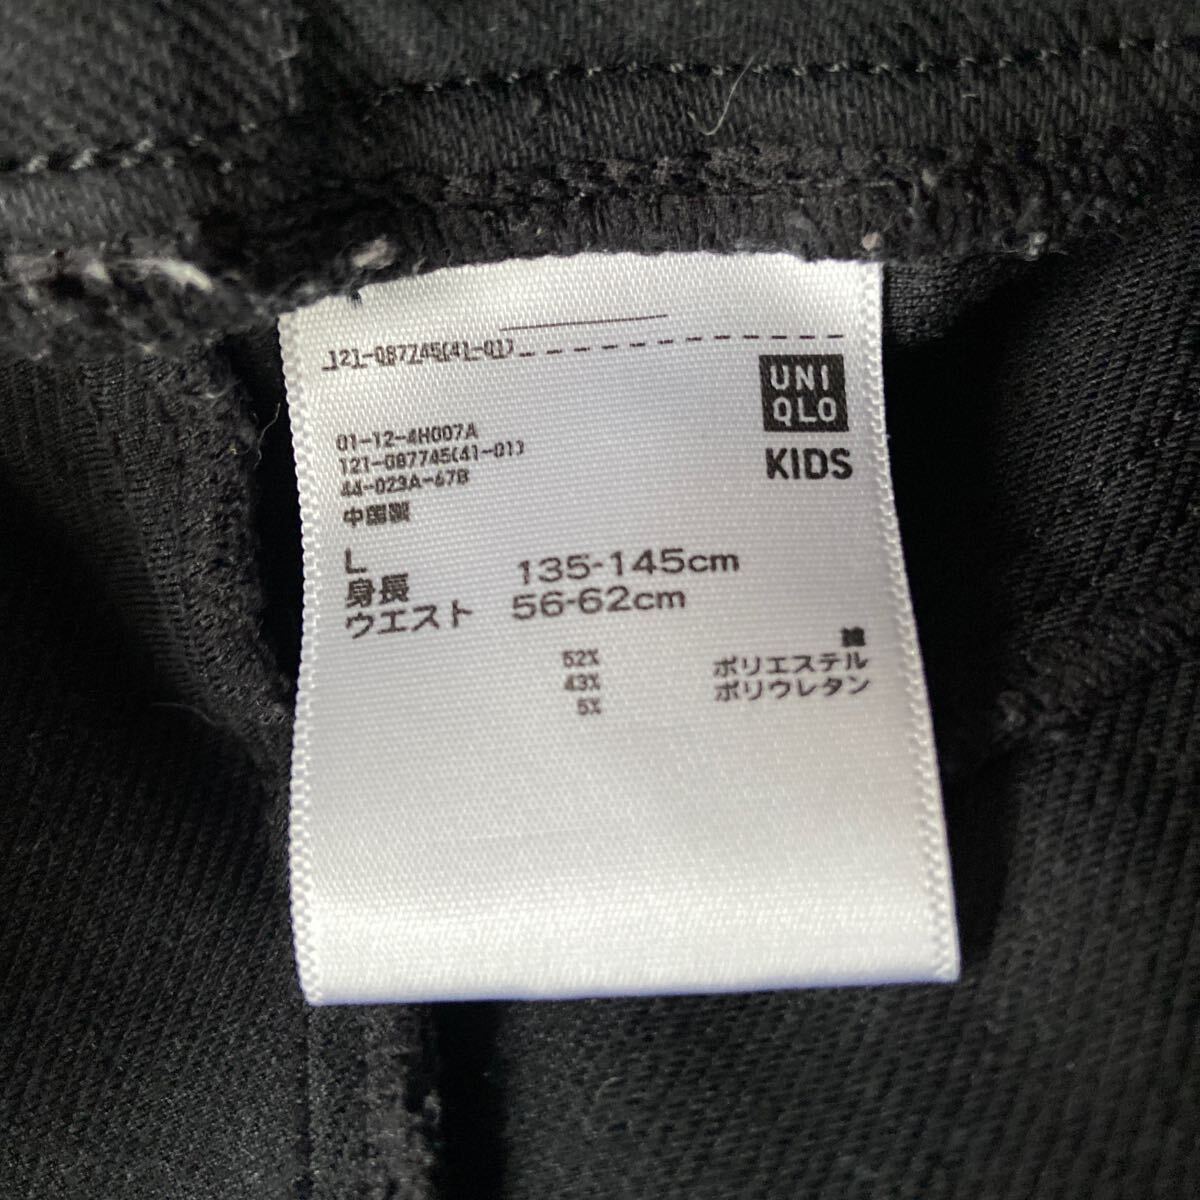 121-087745(41-01)
UNI
QLO
KIDS
01-12-4H007A
121-087745(41-01)
44-023A-67B
中国製
L
身長 135-145cm
ウエスト 56-62cm
52% 綿
43% ポリエステル
5% ポリウレタン